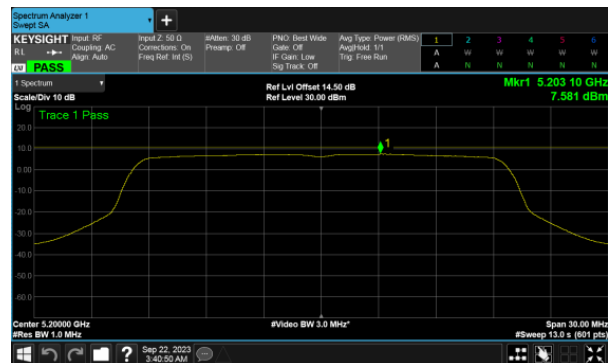 Spectrum Analyzer 1
Swept SA
KEYSIGHT Input: RF Input Z: 50 Ω #Atten: 30 dB PNO: Best Wide Avg Type: Power (RMS) 1 2 3 4 5 6
RL Coupling: AC Corrections: On Preamp: Off Gate: Off Avg|Hold: 1/1 A W W W W W
Align: Auto Freq Ref: Int (S) IF Gain: Low Trig: Free Run
LXI PASS Sig Track: Off A N N N N N
1 Spectrum Ref Lvl Offset 14.50 dB Mkr1 5.203 10 GHz
Scale/Div 10 dB Ref Level 30.00 dBm 7.581 dBm
Log
Trace 1 Pass
20.0
10.0
1
0.00
-10.0
-20.0
-30.0
-40.0
-50.0
-60.0
Center 5.20000 GHz #Video BW 3.0 MHz* Span 30.00 MHz
#Res BW 1.0 MHz #Sweep 13.0 s (601 pts)
? Sep 22, 2023
3:40:50 AM